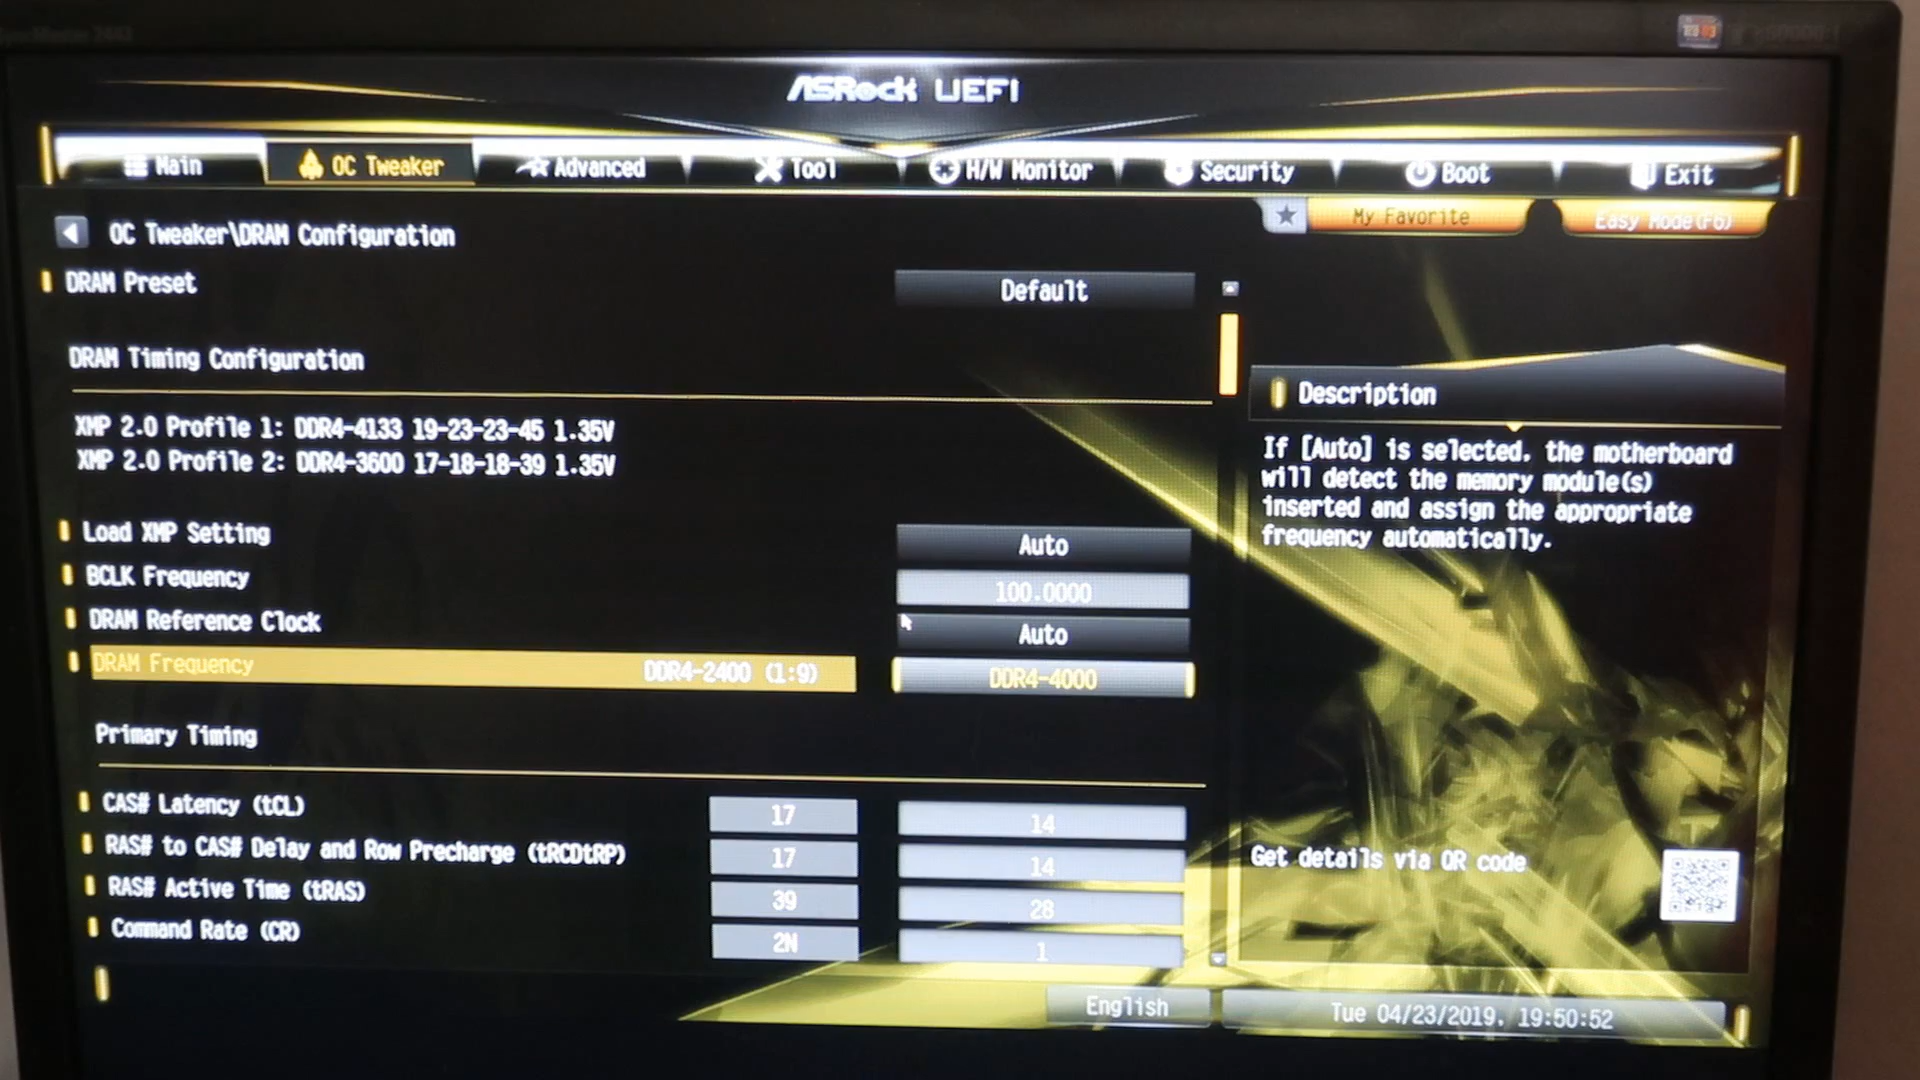 ASRock UEFI
Main
OC Tweaker
Advanced
Tool
H/W Monitor
Security
Boot
Exit
My Favorite
Easy Mode(F6)
OC Tweaker\DRAM Configuration
DRAM Preset
Default
DRAM Timing Configuration
XMP 2.0 Profile 1: DDR4-4133 19-23-23-45 1.35V
XMP 2.0 Profile 2: DDR4-3600 17-18-18-39 1.35V
Load XMP Setting
Auto
BCLK Frequency
100.0000
DRAM Reference Clock
Auto
DRAM Frequency DDR4-2400 (1:9)
DDR4-4000
Primary Timing
CAS# Latency (tCL)
17
14
RAS# to CAS# Delay and Row Precharge (tRCDtRP)
17
14
RAS# Active Time (tRAS)
39
28
Command Rate (CR)
2N
1
Description
If [Auto] is selected, the motherboard
will detect the memory module(s)
inserted and assign the appropriate
frequency automatically.
Get details via QR code
English
Tue 04/23/2019, 19:50:52